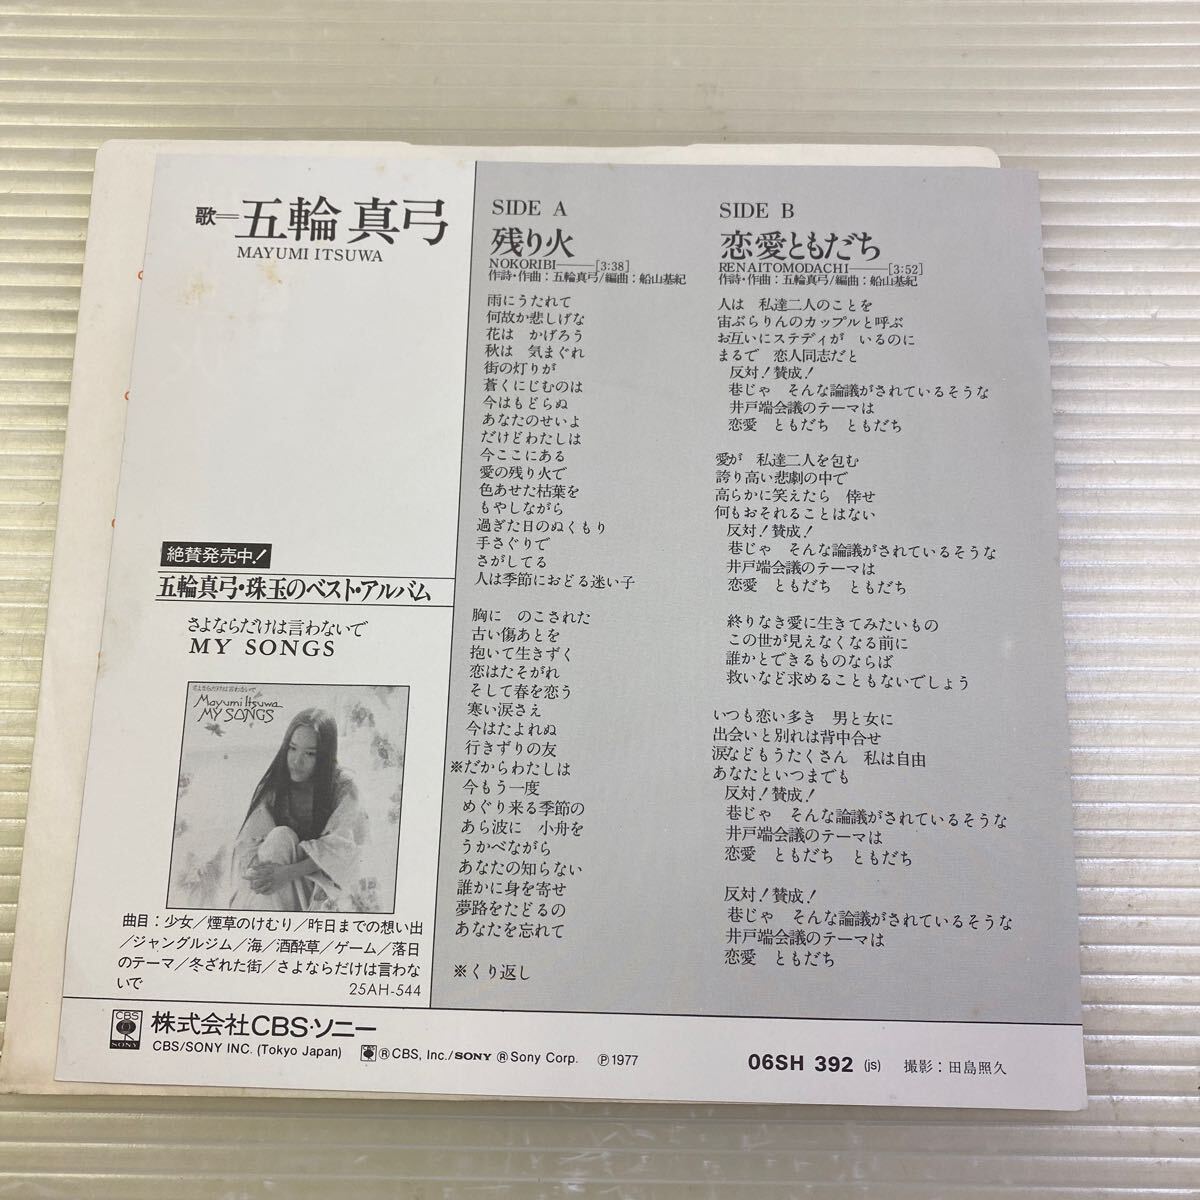 歌＝五輪真弓
MAYUMI ITSUWA
絶賛発売中！
五輪真弓・珠玉のベスト・アルバム
さよならだけは言わないで
MY SONGS
さよならだけは言わないで
Mayumi Itsuwa
MY SONGS
曲目：少女／煙草のけむり／昨日までの想い出
／ジャングルジム／海／酒酔草／ゲーム／落日
のテーマ／冬ざれた街／さよならだけは言わな
いで
25AH-544
SIDE A
残り火
NOKORIBI——[3:38]
作詩・作曲：五輪真弓/編曲：船山基紀
雨にうたれて
何故か悲しげな
花は　かげろう
秋は　気まぐれ
街の灯りが
蒼くにじむのは
今はもどらぬ
あなたのせいよ
だけどわたしは
今ここにある
愛の残り火で
色あせた枯葉を
もやしながら
過ぎた日のぬくもり
手さぐりで
さがしてる
人は季節におどる迷い子
胸に　のこされた
古い傷あとを
抱いて生きずく
恋はたそがれ
そして春を恋う
寒い涙さえ
今はたよれぬ
行きずりの友
※だからわたしは
今もう一度
めぐり来る季節の
あら波に　小舟を
うかべながら
あなたの知らない
誰かに身を寄せ
夢路をたどるの
あなたを忘れて
※くり返し
SIDE B
恋愛ともだち
RENAITOMODACHI——[3:52]
作詩・作曲：五輪真弓/編曲：船山基紀
人は　私達二人のことを
宙ぶらりんのカップルと呼ぶ
お互いにステディが　いるのに
まるで　恋人同志だと
反対！賛成！
巷じゃ　そんな論議がされているそうな
井戸端会議のテーマは
恋愛　ともだち　ともだち
愛が　私達二人を包む
誇り高い悲劇の中で
高らかに笑えたら　倖せ
何もおそれることはない
反対！賛成！
巷じゃ　そんな論議がされているそうな
井戸端会議のテーマは
恋愛　ともだち　ともだち
終りなき愛に生きてみたいもの
この世が見えなくなる前に
誰かとできるものならば
救いなど求めることもないでしょう
いつも恋い多き　男と女に
出会いと別れは背中合せ
涙などもうたくさん　私は自由
あなたといつまでも
反対！賛成！
巷じゃ　そんな論議がされているそうな
井戸端会議のテーマは
恋愛　ともだち　ともだち
反対！賛成！
巷じゃ　そんな論議がされているそうな
井戸端会議のテーマは
恋愛　ともだち
CBS
SONY
株式会社CBS・ソニー
CBS/SONY INC. (Tokyo Japan)
® CBS, Inc./SONY ® Sony Corp.
℗1977
06SH 392 (js)
撮影：田島照久